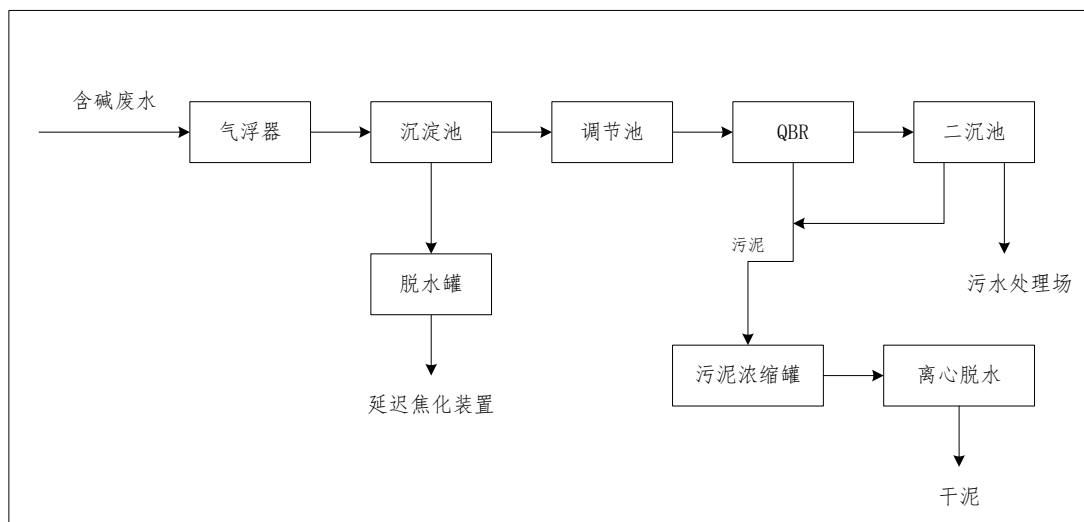 含碱废水
气浮器
沉淀池
调节池
QBR
二沉池
污泥
脱水罐
污水处理场
污泥浓缩罐
离心脱水
延迟焦化装置
干泥